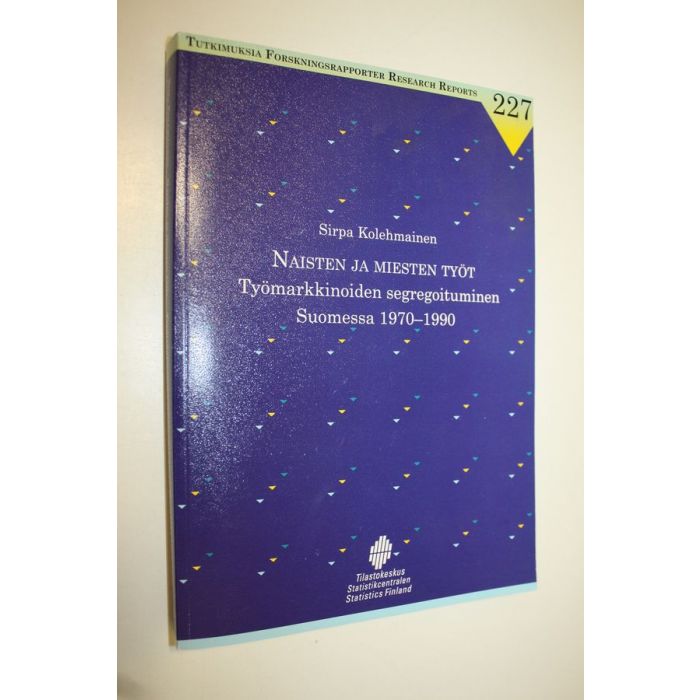 TUTKIMUKSIA FORSKNINGSRAPPORTER RESEARCH REPORTS
227
Sirpa Kolehmainen
NAISTEN JA MIESTEN TYÖT
Työmarkkinoiden segregoituminen
Suomessa 1970–1990
Tilastokeskus
Statistikcentralen
Statistics Finland